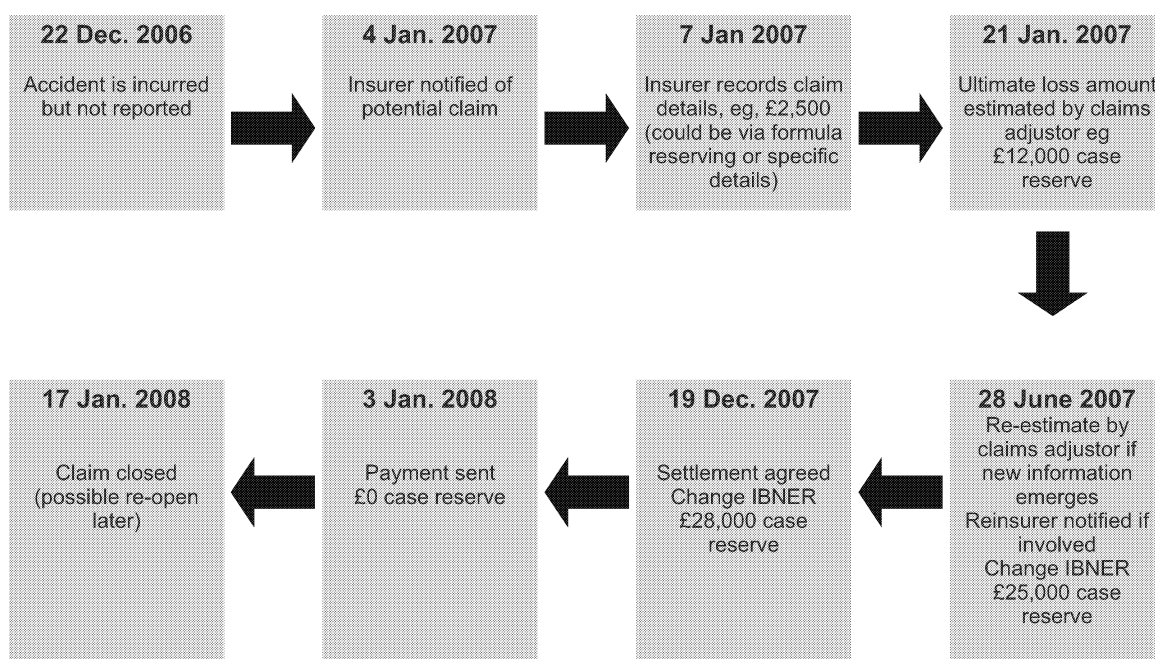 22 Dec. 2006
Accident is incurred
but not reported
4 Jan. 2007
Insurer notified of
potential claim
7 Jan 2007
Insurer records claim
details, eg, £2,500
(could be via formula
reserving or specific
details)
21 Jan. 2007
Ultimate loss amount
estimated by claims
adjustor eg
£12,000 case
reserve
28 June 2007
Re-estimate by
claims adjustor if
new information
emerges
Reinsurer notified if
involved
Change IBNER
£25,000 case
reserve
19 Dec. 2007
Settlement agreed
Change IBNER
£28,000 case
reserve
3 Jan. 2008
Payment sent
£0 case reserve
17 Jan. 2008
Claim closed
(possible re-open
later)